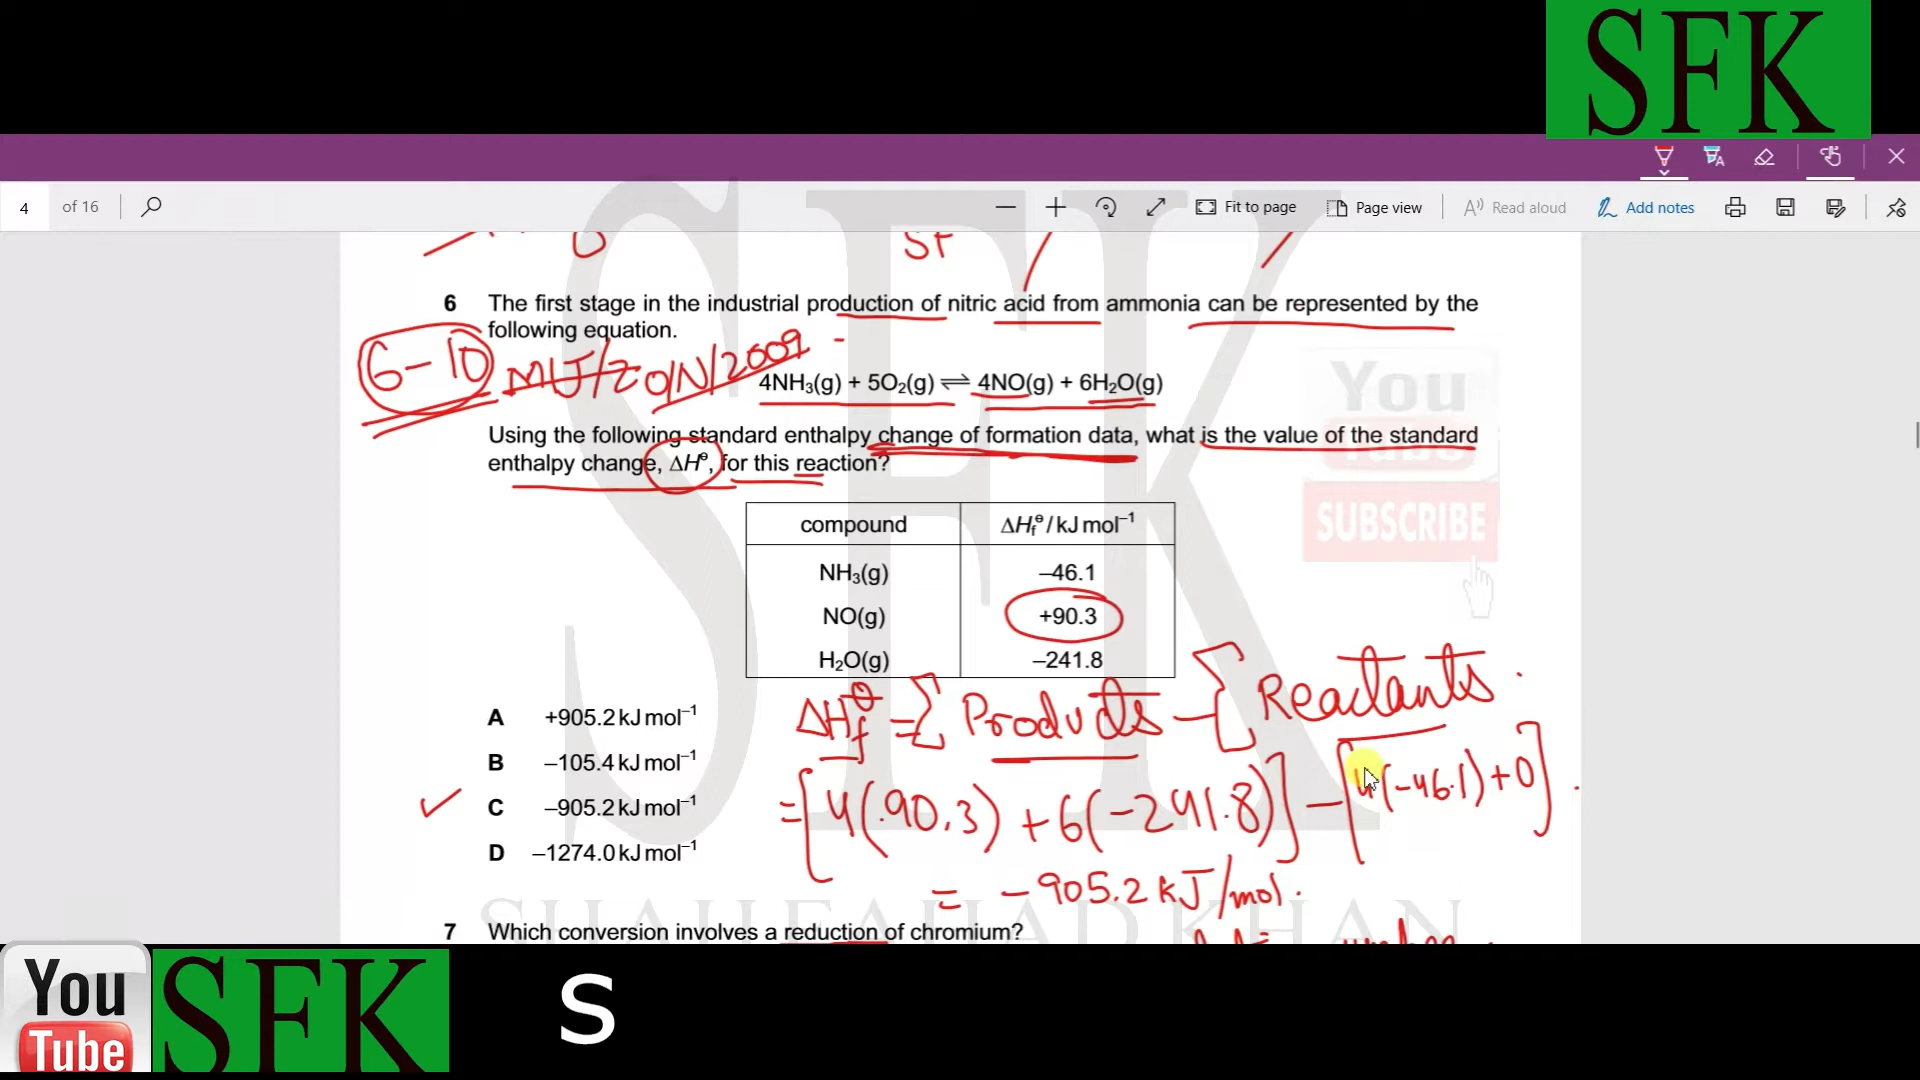 SFK
4 of 16
Fit to page
Page view
Read aloud
Add notes
6 The first stage in the industrial production of nitric acid from ammonia can be represented by the
following equation.
6-10 O/N/2009
4NH₃(g) + 5O₂(g) ⇌ 4NO(g) + 6H₂O(g)
Using the following standard enthalpy change of formation data, what is the value of the standard
enthalpy change, ΔH⦵, for this reaction?
compound ΔHf⦵ / kJ mol⁻¹
NH₃(g) –46.1
NO(g) +90.3
H₂O(g) –241.8
You
Tube
SUBSCRIBE
SFK
ΔHf⦵ = Σ Products – Σ Reactants.
A +905.2 kJ mol⁻¹
B –105.4 kJ mol⁻¹
C –905.2 kJ mol⁻¹
D –1274.0 kJ mol⁻¹
= [4(90.3) + 6(-241.8)] – [4(-46.1)+0].
= -905.2 kJ/mol.
SHAHFAHAD KHAN
7 Which conversion involves a reduction of chromium?
You
Tube
SFK
S